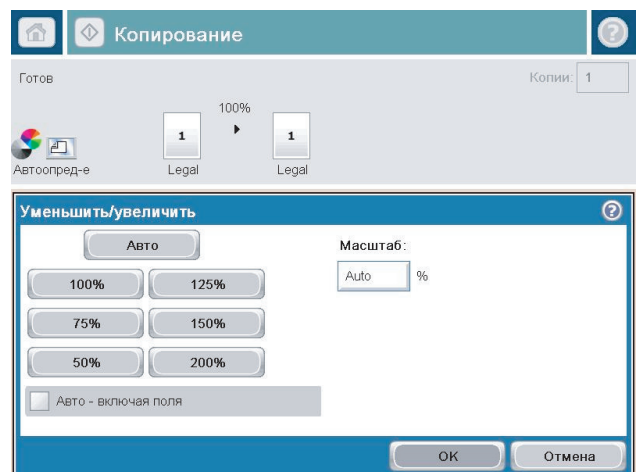 Копирование
Готов
Копии: 1
100%
1 1
Автоопред-е Legal Legal
Уменьшить/увеличить
Авто
Масштаб:
100% 125%
Auto %
75% 150%
50% 200%
Авто - включая поля
OK Отмена